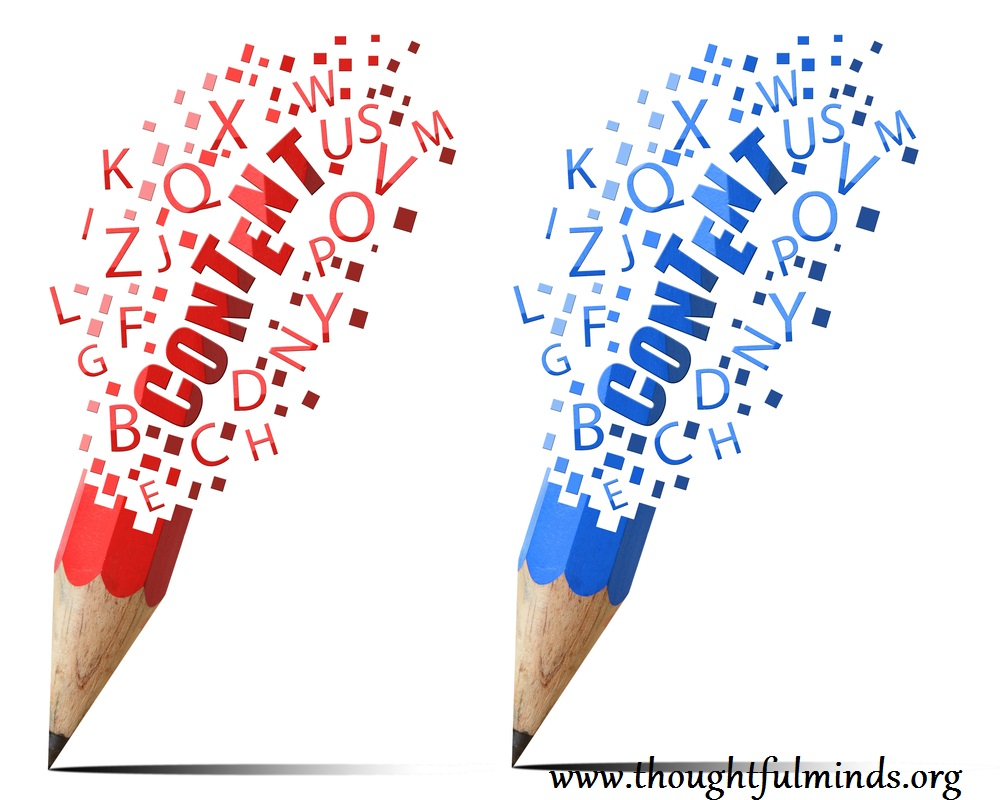 W
X
U
S
M
K
Q
V
CONTENT
I
Z
J
O
P
L
F
Y
G
N
D
B
C
H
E
W
X
U
S
M
K
Q
V
CONTENT
I
Z
J
O
P
L
F
Y
G
N
D
B
C
H
E
www.thoughtfulminds.org